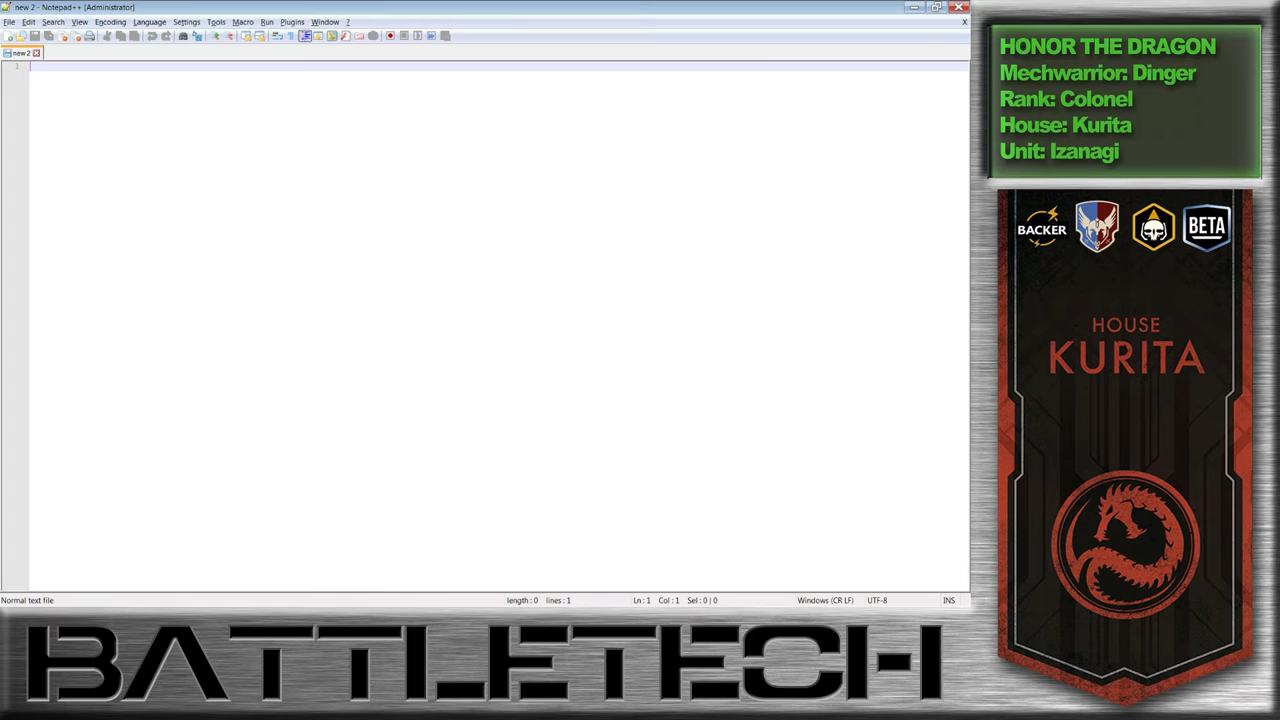 new 2 - Notepad++ [Administrator]
File Edit Search View Encoding Language Settings Tools Macro Run Plugins Window ? X
new 2
1
Normal text file length : 0 lines : 1 Ln : 1 Col : 1 Sel : 0 | 0 Windows (CR LF) UTF-8 INS
HONOR THE DRAGON
Mechwarrior: Dinger
Rank: Colonel
House: Kurita
Unit: Izanagi
BACKER
BETA
HOUSE
KURITA
BATTLETECH